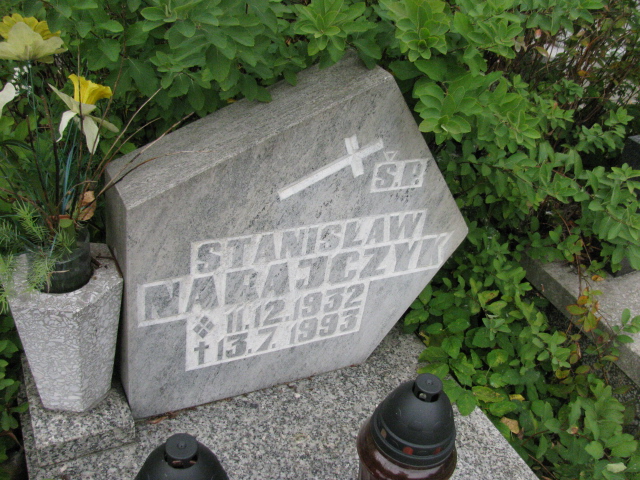 Ś.P.
STANISŁAW
NARAJCZYK
11.12.1932
† 13.7.1993